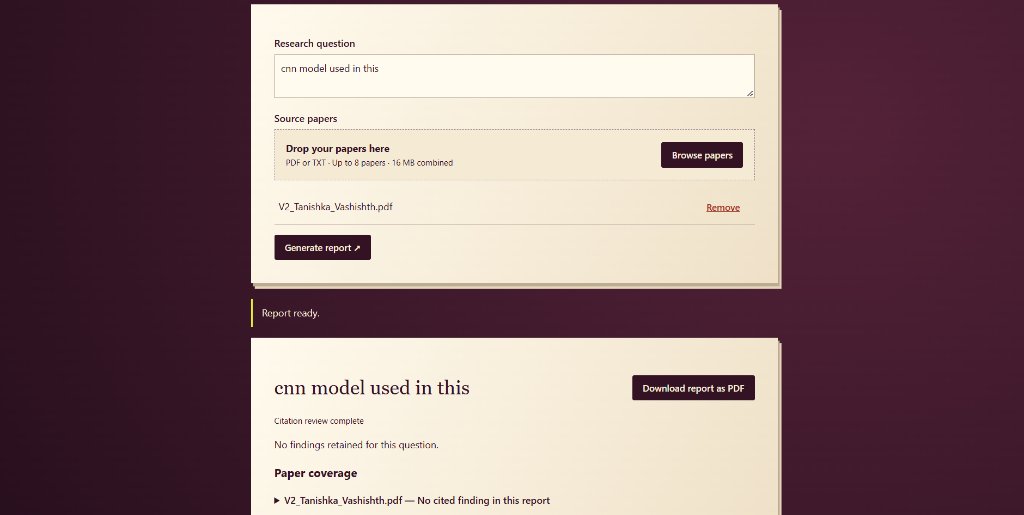 Research question
cnn model used in this
Source papers
Drop your papers here
PDF or TXT · Up to 8 papers · 16 MB combined
Browse papers
V2_Tanishka_Vashishth.pdf
Remove
Generate report ↗
Report ready.
cnn model used in this
Download report as PDF
Citation review complete
No findings retained for this question.
Paper coverage
▶ V2_Tanishka_Vashishth.pdf — No cited finding in this report